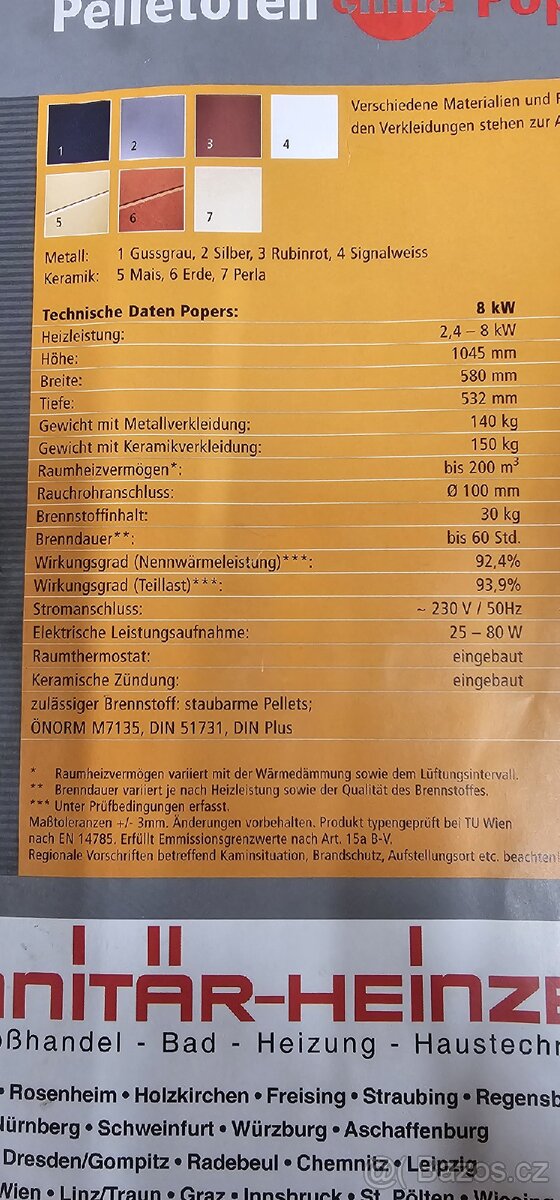 Pelletofen
Verschiedene Materialien und
den Verkleidungen stehen zur
1
2
3
4
5
6
7
Metall: 1 Gussgrau, 2 Silber, 3 Rubinrot, 4 Signalweiss
Keramik: 5 Mais, 6 Erde, 7 Perla
Technische Daten Popers: 8 kW
Heizleistung: 2,4 – 8 kW
Höhe: 1045 mm
Breite: 580 mm
Tiefe: 532 mm
Gewicht mit Metallverkleidung: 140 kg
Gewicht mit Keramikverkleidung: 150 kg
Raumheizvermögen*: bis 200 m³
Rauchrohranschluss: Ø 100 mm
Brennstoffinhalt: 30 kg
Brenndauer**: bis 60 Std.
Wirkungsgrad (Nennwärmeleistung)***: 92,4%
Wirkungsgrad (Teillast)***: 93,9%
Stromanschluss: ~ 230 V / 50Hz
Elektrische Leistungsaufnahme: 25 – 80 W
Raumthermostat: eingebaut
Keramische Zündung: eingebaut
zulässiger Brennstoff: staubarme Pellets;
ÖNORM M7135, DIN 51731, DIN Plus
* Raumheizvermögen variiert mit der Wärmedämmung sowie dem Lüftungsintervall.
** Brenndauer variiert je nach Heizleistung sowie der Qualität des Brennstoffes.
*** Unter Prüfbedingungen erfasst.
Maßtoleranzen +/- 3mm. Änderungen vorbehalten. Produkt typengeprüft bei TU Wien
nach EN 14785. Erfüllt Emmissionsgrenzwerte nach Art. 15a B-V.
Regionale Vorschriften betreffend Kaminsituation, Brandschutz, Aufstellungsort etc. beachten!
ANITÄR-HEINZE
oßhandel - Bad - Heizung - Haustechn
• Rosenheim • Holzkirchen • Freising • Straubing • Regensb
Nürnberg • Schweinfurt • Würzburg • Aschaffenburg
Dresden/Gompitz • Radebeul • Chemnitz • Leipzig
Wien • Linz/Traun • Graz • Innsbruck • St. Pölten
Bazos.cz